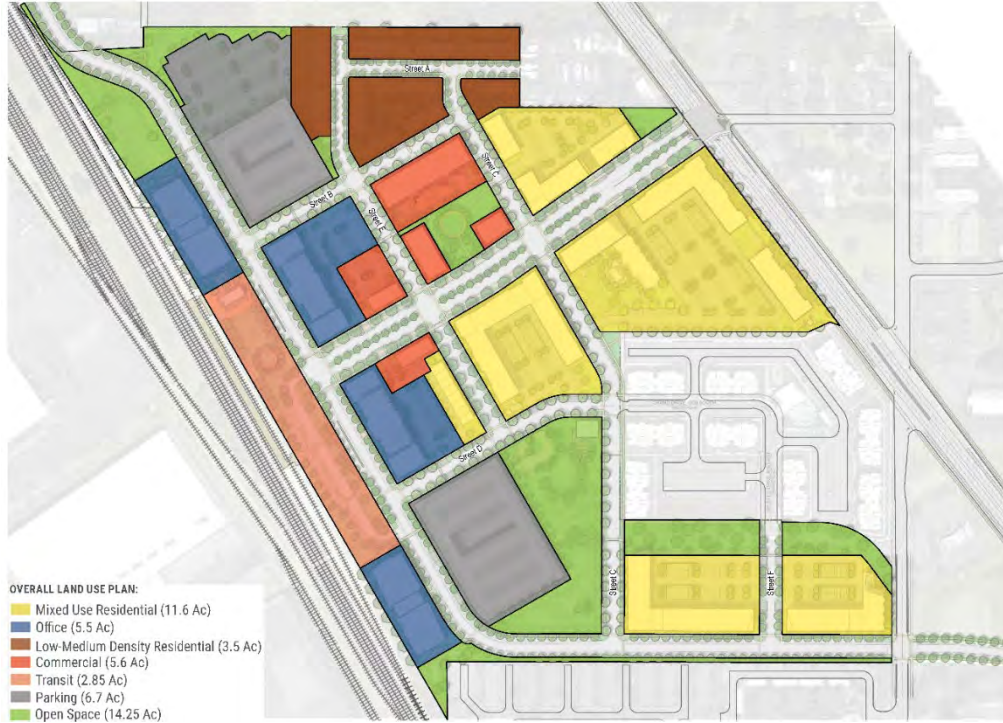 Street A
Street C
Street B
Street E
Street D
Street C
Street F
OVERALL LAND USE PLAN:
Mixed Use Residential (11.6 Ac)
Office (5.5 Ac)
Low-Medium Density Residential (3.5 Ac)
Commercial (5.6 Ac)
Transit (2.85 Ac)
Parking (6.7 Ac)
Open Space (14.25 Ac)